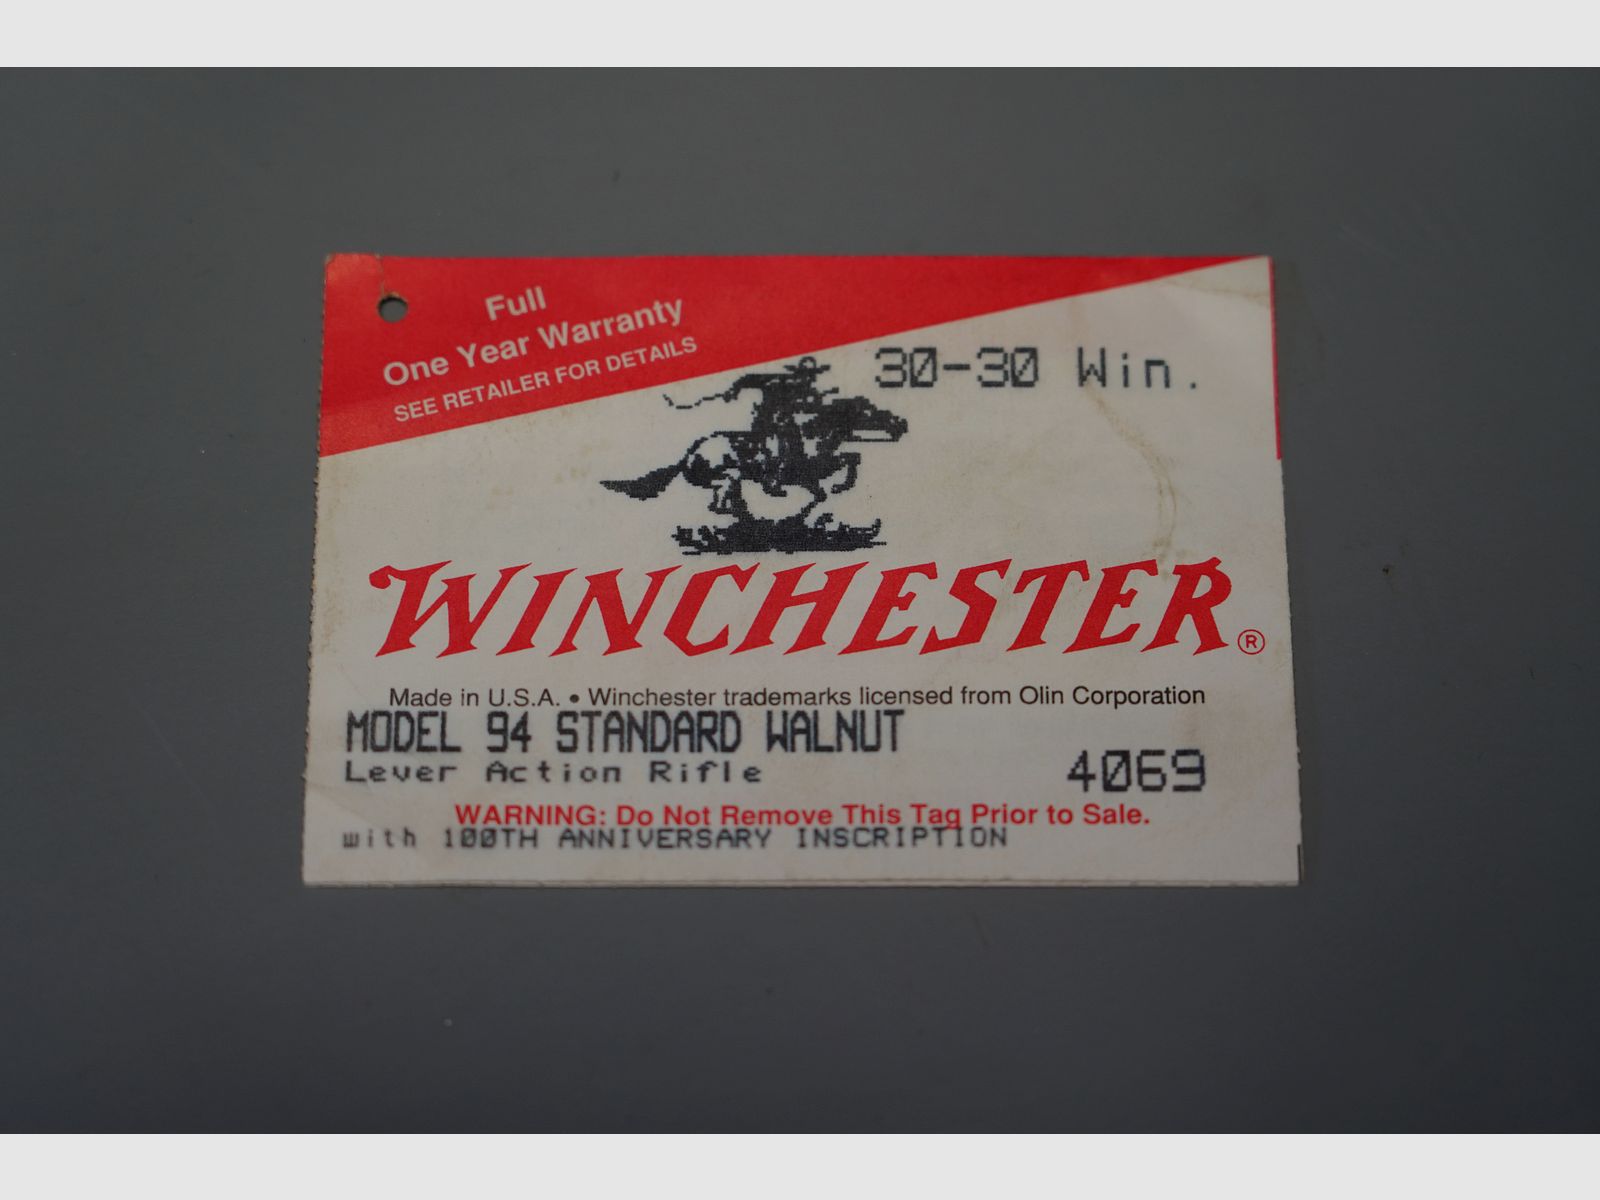 Full
One Year Warranty
SEE RETAILER FOR DETAILS
30-30 Win.
WINCHESTER®
Made in U.S.A. • Winchester trademarks licensed from Olin Corporation
MODEL 94 STANDARD WALNUT
Lever Action Rifle
4069
WARNING: Do Not Remove This Tag Prior to Sale.
with 100TH ANNIVERSARY INSCRIPTION